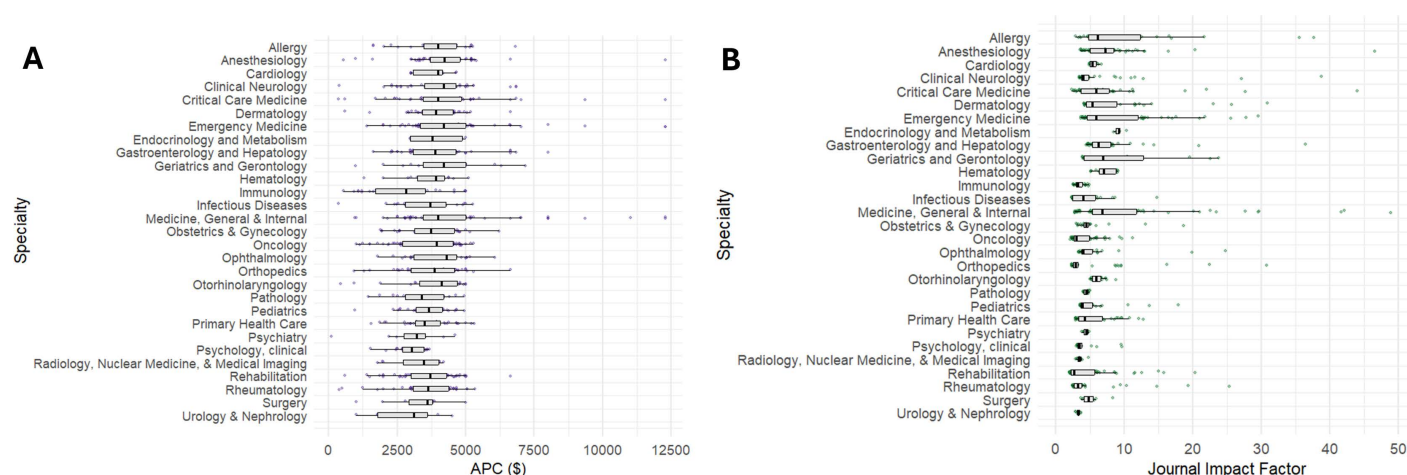 A
Specialty
Allergy
Anesthesiology
Cardiology
Clinical Neurology
Critical Care Medicine
Dermatology
Emergency Medicine
Endocrinology and Metabolism
Gastroenterology and Hepatology
Geriatrics and Gerontology
Hematology
Immunology
Infectious Diseases
Medicine, General & Internal
Obstetrics & Gynecology
Oncology
Ophthalmology
Orthopedics
Otorhinolaryngology
Pathology
Pediatrics
Primary Health Care
Psychiatry
Psychology, clinical
Radiology, Nuclear Medicine, & Medical Imaging
Rehabilitation
Rheumatology
Surgery
Urology & Nephrology
0 2500 5000 7500 10000 12500
APC ($)
B
Specialty
Allergy
Anesthesiology
Cardiology
Clinical Neurology
Critical Care Medicine
Dermatology
Emergency Medicine
Endocrinology and Metabolism
Gastroenterology and Hepatology
Geriatrics and Gerontology
Hematology
Immunology
Infectious Diseases
Medicine, General & Internal
Obstetrics & Gynecology
Oncology
Ophthalmology
Orthopedics
Otorhinolaryngology
Pathology
Pediatrics
Primary Health Care
Psychiatry
Psychology, clinical
Radiology, Nuclear Medicine, & Medical Imaging
Rehabilitation
Rheumatology
Surgery
Urology & Nephrology
0 10 20 30 40 50
Journal Impact Factor